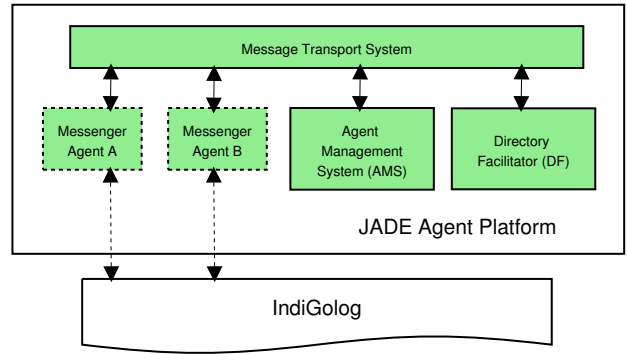 Message Transport System
Messenger
Agent A
Messenger
Agent B
Agent
Management
System (AMS)
Directory
Facilitator (DF)
JADE Agent Platform
IndiGolog